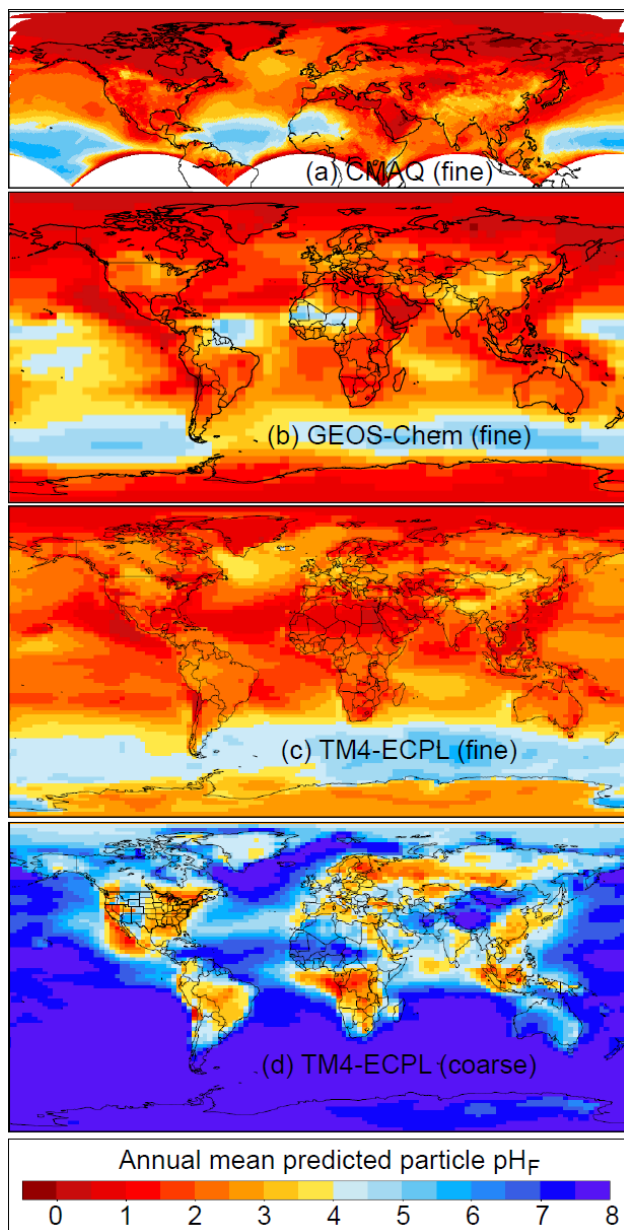 (a) CMAQ (fine)
(b) GEOS-Chem (fine)
(c) TM4-ECPL (fine)
(d) TM4-ECPL (coarse)
Annual mean predicted particle pH_F
0 1 2 3 4 5 6 7 8